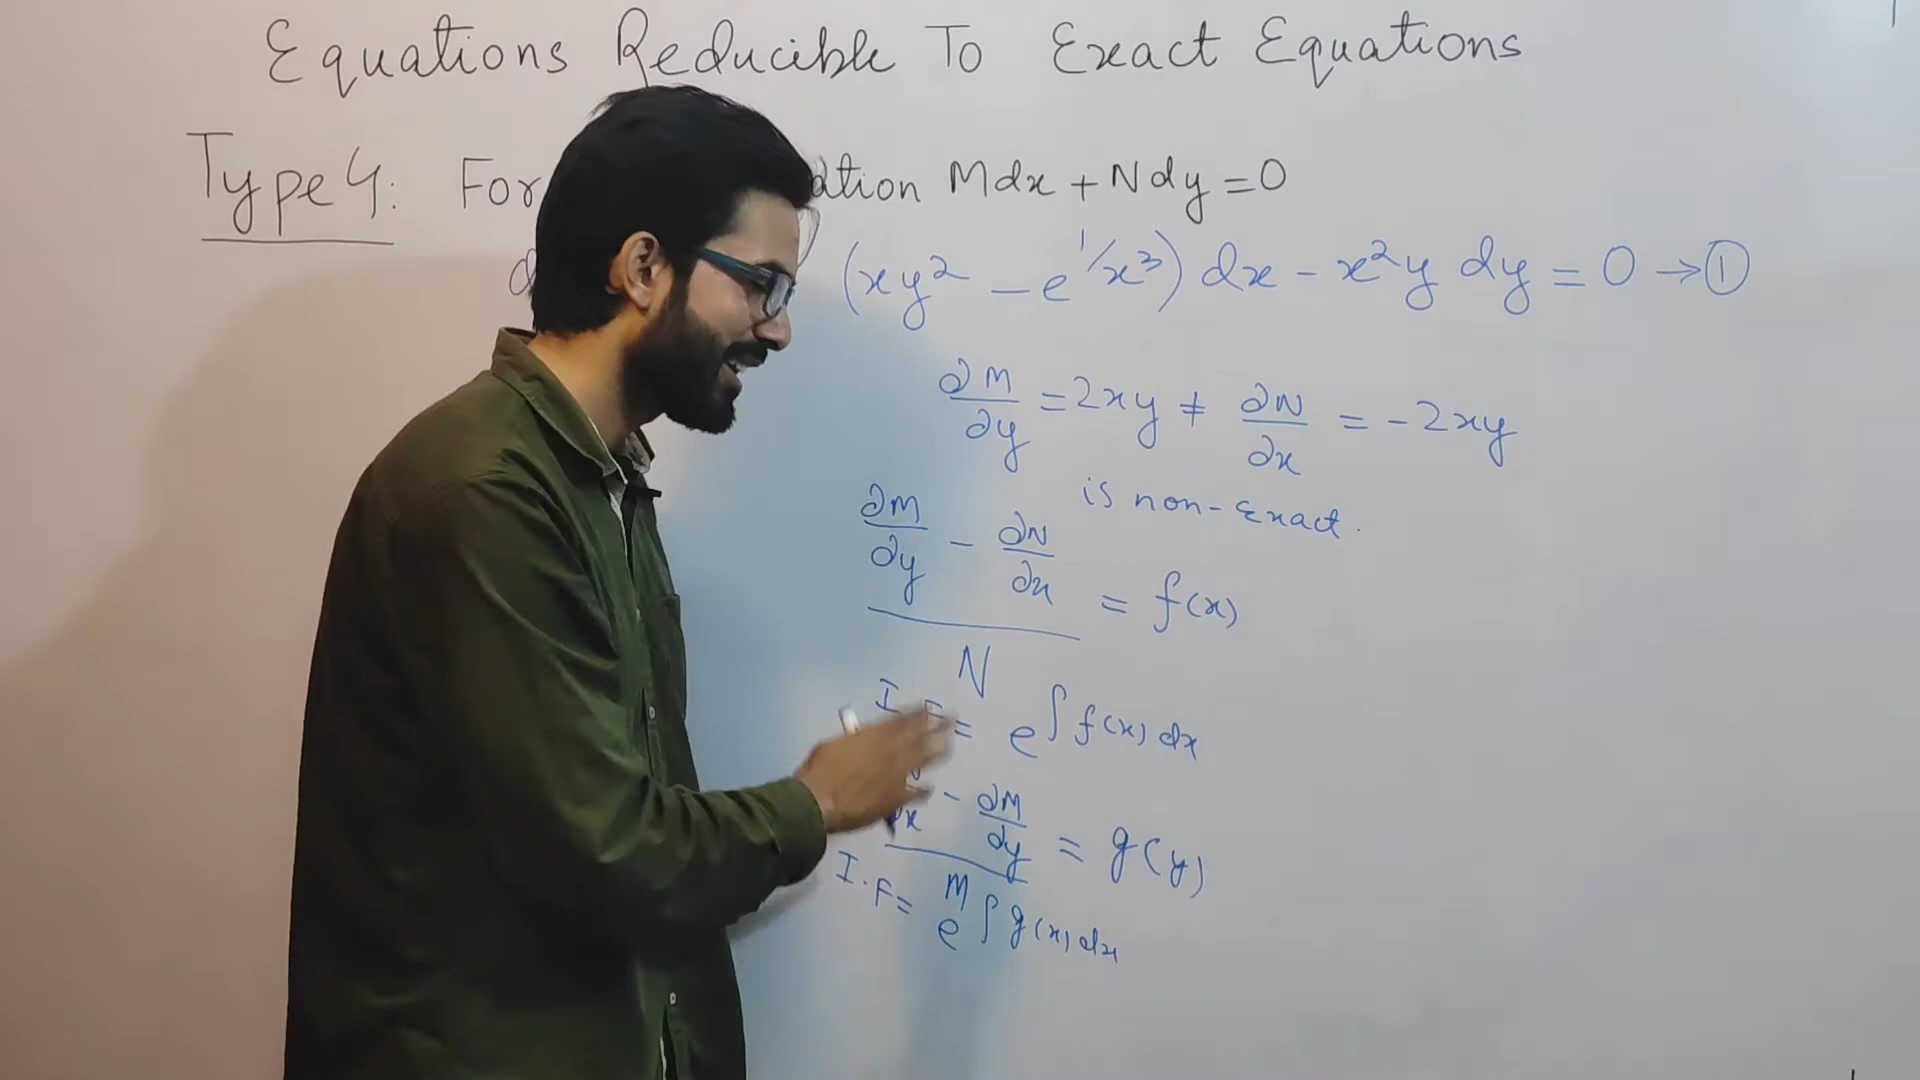 Equations Reducible To Exact Equations
Type 4: For ation Mdx + Ndy = 0
(xy² - e^(1/x³)) dx - x²y dy = 0 → ①
∂M/∂y = 2xy ≠ ∂N/∂x = -2xy
is non-Exact.
(∂M/∂y - ∂N/∂x)/N = f(x)
I.F = e^∫f(x) dx
- ∂M/∂y = g(y)
M
I.F = e^∫g(x) dx